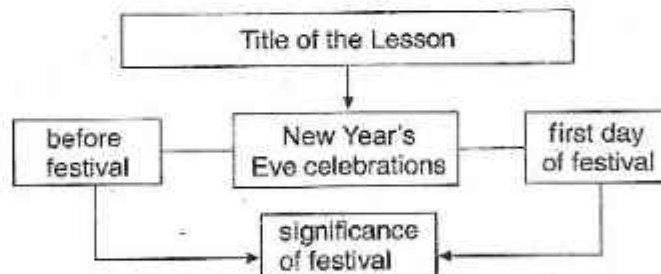 Title of the Lesson
before
festival
New Year's
Eve celebrations
first day
of festival
significance
of festival